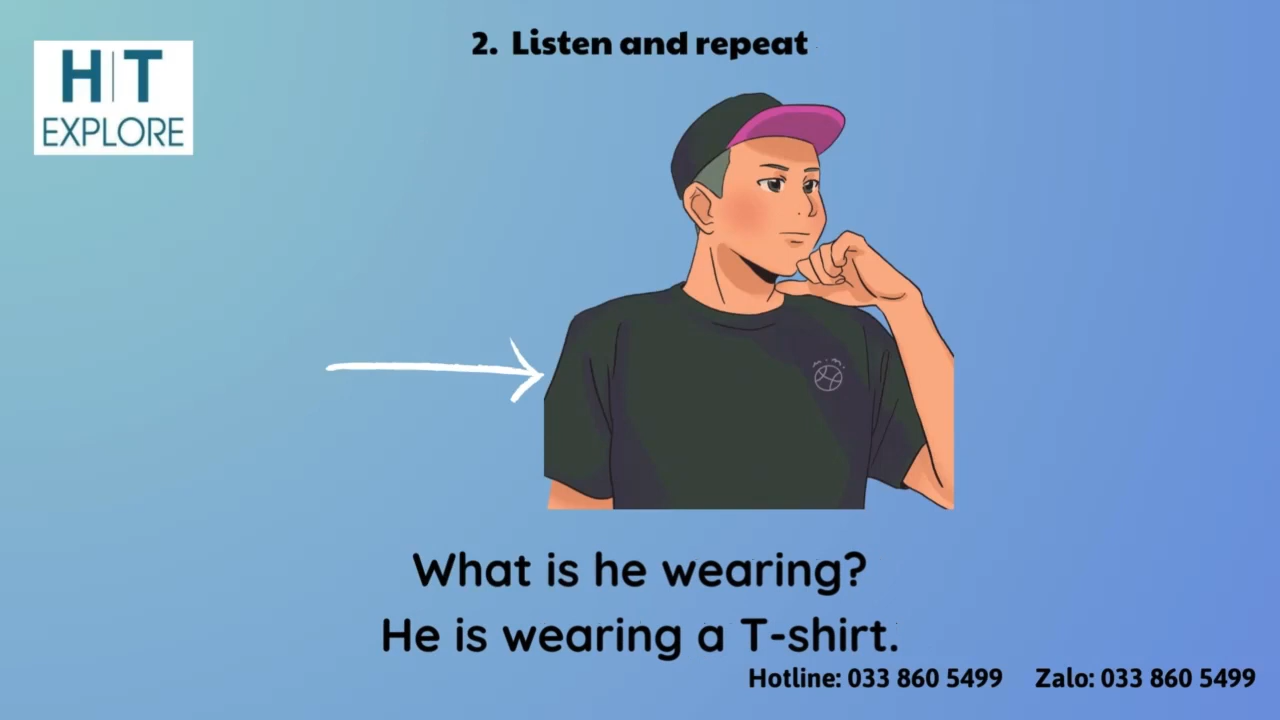 2. Listen and repeat
H|T
EXPLORE
What is he wearing?
He is wearing a T-shirt.
Hotline: 033 860 5499 Zalo: 033 860 5499